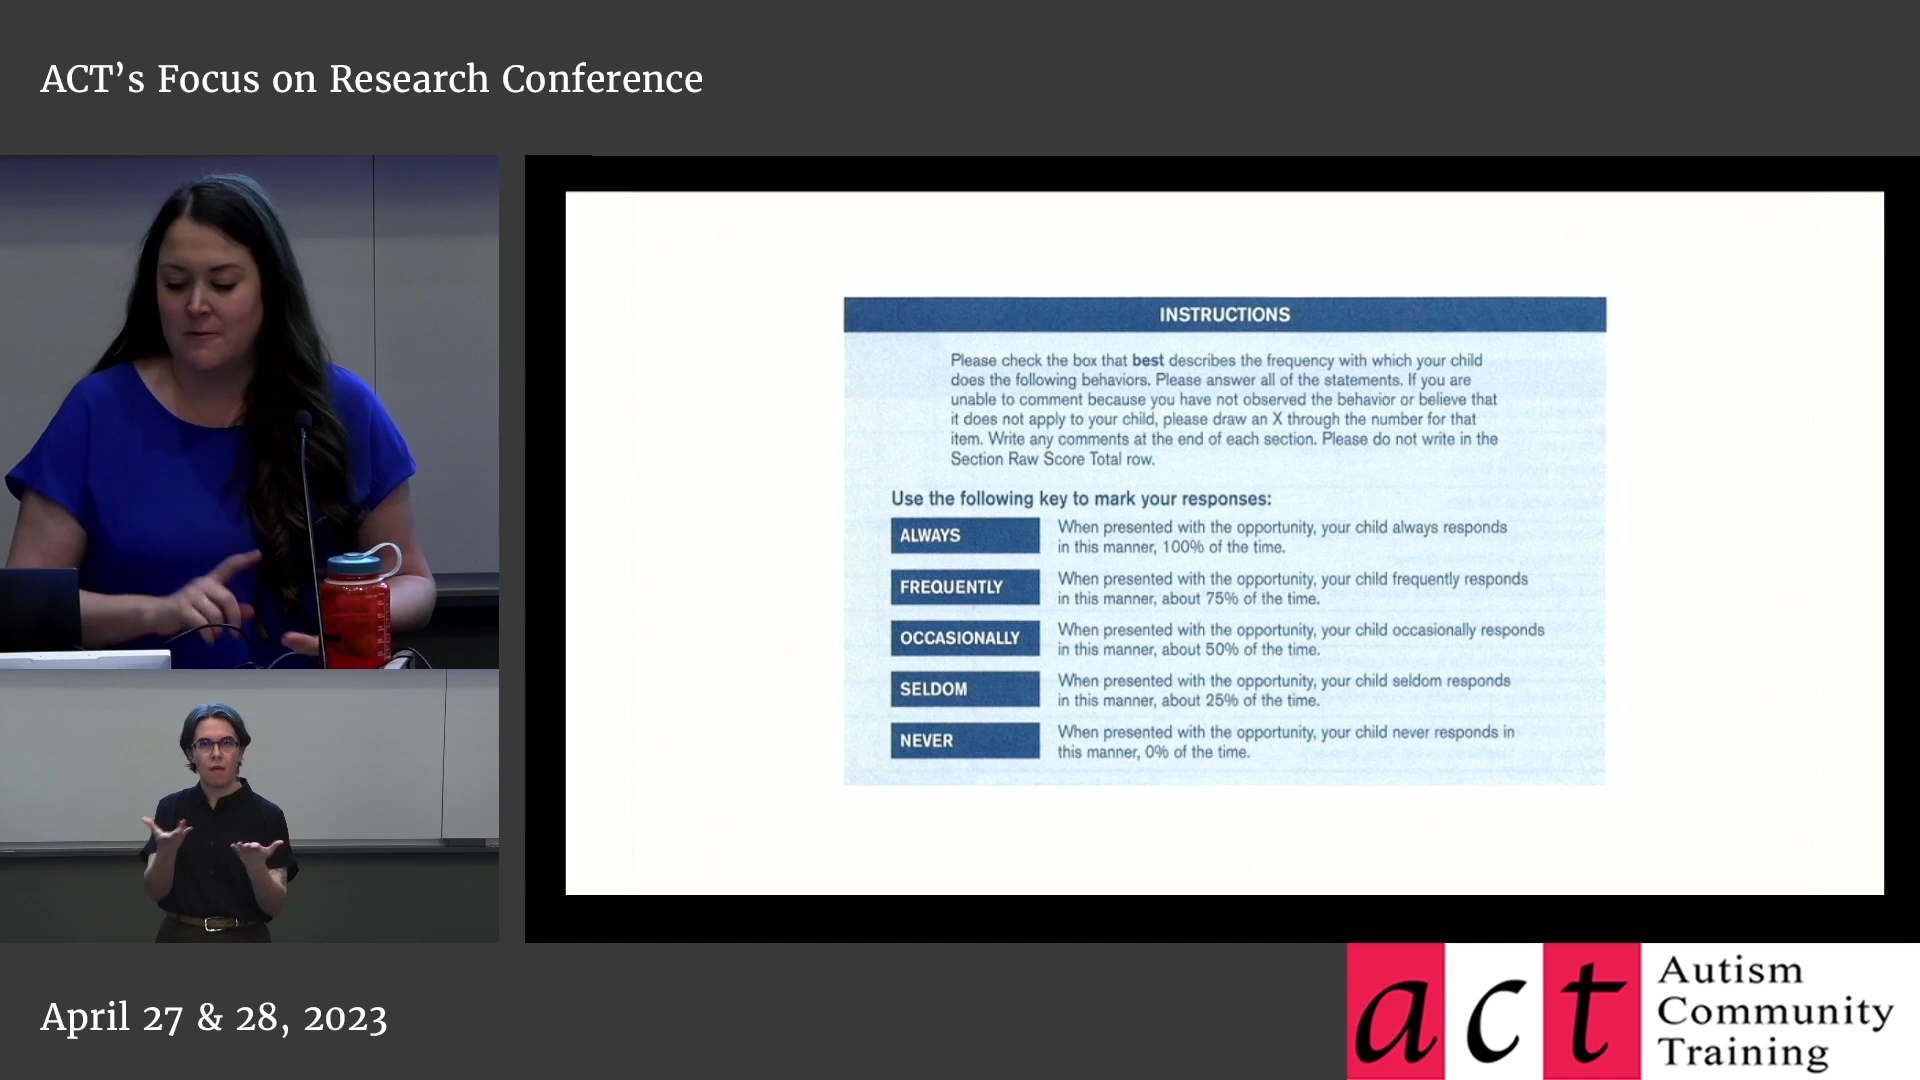 ACT’s Focus on Research Conference
INSTRUCTIONS
Please check the box that best describes the frequency with which your child
does the following behaviors. Please answer all of the statements. If you are
unable to comment because you have not observed the behavior or believe that
it does not apply to your child, please draw an X through the number for that
item. Write any comments at the end of each section. Please do not write in the
Section Raw Score Total row.
Use the following key to mark your responses:
ALWAYS
When presented with the opportunity, your child always responds
in this manner, 100% of the time.
FREQUENTLY
When presented with the opportunity, your child frequently responds
in this manner, about 75% of the time.
OCCASIONALLY
When presented with the opportunity, your child occasionally responds
in this manner, about 50% of the time.
SELDOM
When presented with the opportunity, your child seldom responds
in this manner, about 25% of the time.
NEVER
When presented with the opportunity, your child never responds in
this manner, 0% of the time.
April 27 & 28, 2023
act
Autism
Community
Training